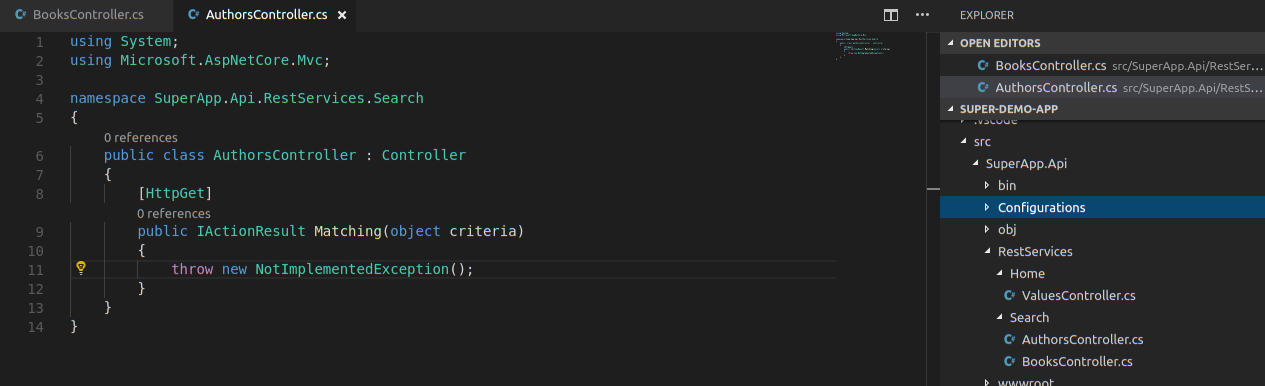 BooksController.cs
AuthorsController.cs
1 using System;
2 using Microsoft.AspNetCore.Mvc;
3
4 namespace SuperApp.Api.RestServices.Search
5 {
0 references
6 public class AuthorsController : Controller
7 {
8 [HttpGet]
0 references
9 public IActionResult Matching(object criteria)
10 {
11 throw new NotImplementedException();
12 }
13 }
14 }
EXPLORER
OPEN EDITORS
BooksController.cs src/SuperApp.Api/RestSer...
AuthorsController.cs src/SuperApp.Api/RestS...
SUPER-DEMO-APP
.vscode
src
SuperApp.Api
bin
Configurations
obj
RestServices
Home
ValuesController.cs
Search
AuthorsController.cs
BooksController.cs
wwwroot